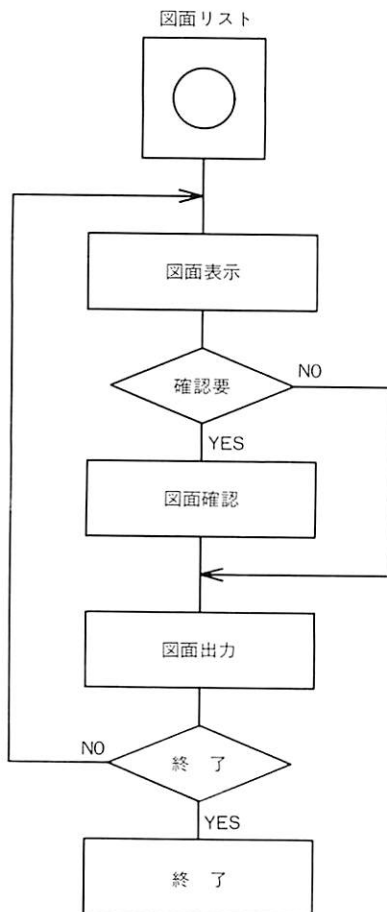 図面リスト
図面表示
確認要
NO
YES
図面確認
図面出力
終 了
NO
YES
終 了